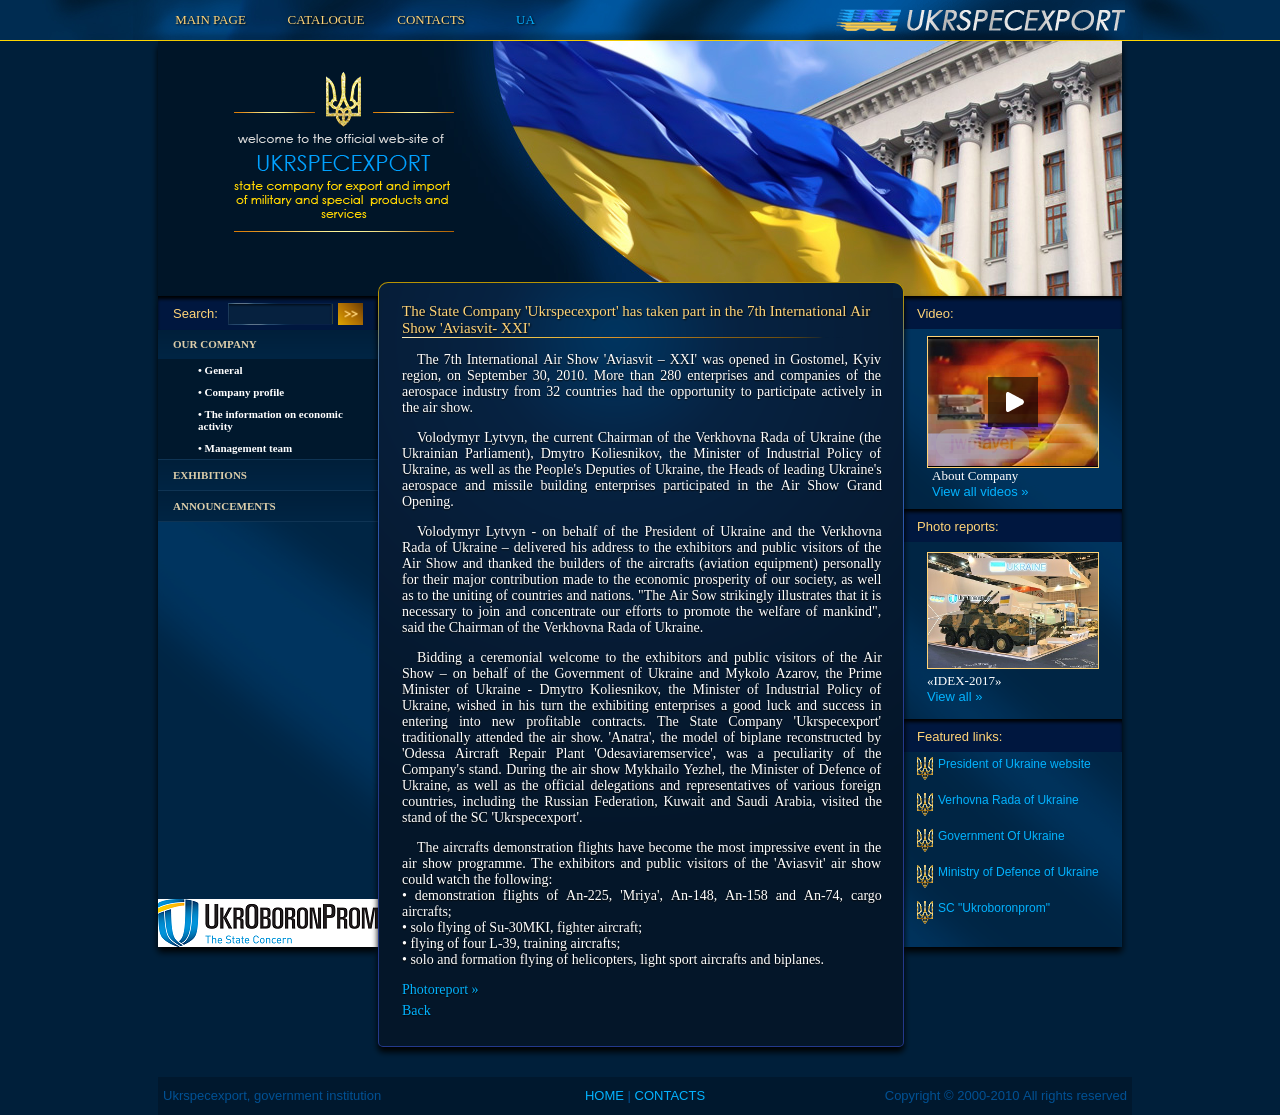 MAIN PAGE CATALOGUE CONTACTS UA
UKRSPECEXPORT
welcome to the official web-site of
UKRSPECEXPORT
state company for export and import
of military and special products and
services
Search: >>
OUR COMPANY
• General
• Company profile
• The information on economic
activity
• Management team
EXHIBITIONS
ANNOUNCEMENTS
UKROBORONPROM
The State Concern
The State Company 'Ukrspecexport' has taken part in the 7th International Air
Show 'Aviasvit- XXI'
The 7th International Air Show 'Aviasvit – XXI' was opened in Gostomel, Kyiv
region, on September 30, 2010. More than 280 enterprises and companies of the
aerospace industry from 32 countries had the opportunity to participate actively in
the air show.
Volodymyr Lytvyn, the current Chairman of the Verkhovna Rada of Ukraine (the
Ukrainian Parliament), Dmytro Koliesnikov, the Minister of Industrial Policy of
Ukraine, as well as the People's Deputies of Ukraine, the Heads of leading Ukraine's
aerospace and missile building enterprises participated in the Air Show Grand
Opening.
Volodymyr Lytvyn - on behalf of the President of Ukraine and the Verkhovna
Rada of Ukraine – delivered his address to the exhibitors and public visitors of the
Air Show and thanked the builders of the aircrafts (aviation equipment) personally
for their major contribution made to the economic prosperity of our society, as well
as to the uniting of countries and nations. "The Air Sow strikingly illustrates that it is
necessary to join and concentrate our efforts to promote the welfare of mankind",
said the Chairman of the Verkhovna Rada of Ukraine.
Bidding a ceremonial welcome to the exhibitors and public visitors of the Air
Show – on behalf of the Government of Ukraine and Mykolo Azarov, the Prime
Minister of Ukraine - Dmytro Koliesnikov, the Minister of Industrial Policy of
Ukraine, wished in his turn the exhibiting enterprises a good luck and success in
entering into new profitable contracts. The State Company 'Ukrspecexport'
traditionally attended the air show. 'Anatra', the model of biplane reconstructed by
'Odessa Aircraft Repair Plant 'Odesaviaremservice', was a peculiarity of the
Company's stand. During the air show Mykhailo Yezhel, the Minister of Defence of
Ukraine, as well as the official delegations and representatives of various foreign
countries, including the Russian Federation, Kuwait and Saudi Arabia, visited the
stand of the SC 'Ukrspecexport'.
The aircrafts demonstration flights have become the most impressive event in the
air show programme. The exhibitors and public visitors of the 'Aviasvit' air show
could watch the following:
• demonstration flights of An-225, 'Mriya', An-148, An-158 and An-74, cargo
aircrafts;
• solo flying of Su-30MKI, fighter aircraft;
• flying of four L-39, training aircrafts;
• solo and formation flying of helicopters, light sport aircrafts and biplanes.
Photoreport »
Back
Video:
About Company
View all videos »
Photo reports:
UKRAINE
«IDEX-2017»
View all »
Featured links:
President of Ukraine website
Verhovna Rada of Ukraine
Government Of Ukraine
Ministry of Defence of Ukraine
SC "Ukroboronprom"
Ukrspecexport, government institution
HOME | CONTACTS
Copyright © 2000-2010 All rights reserved